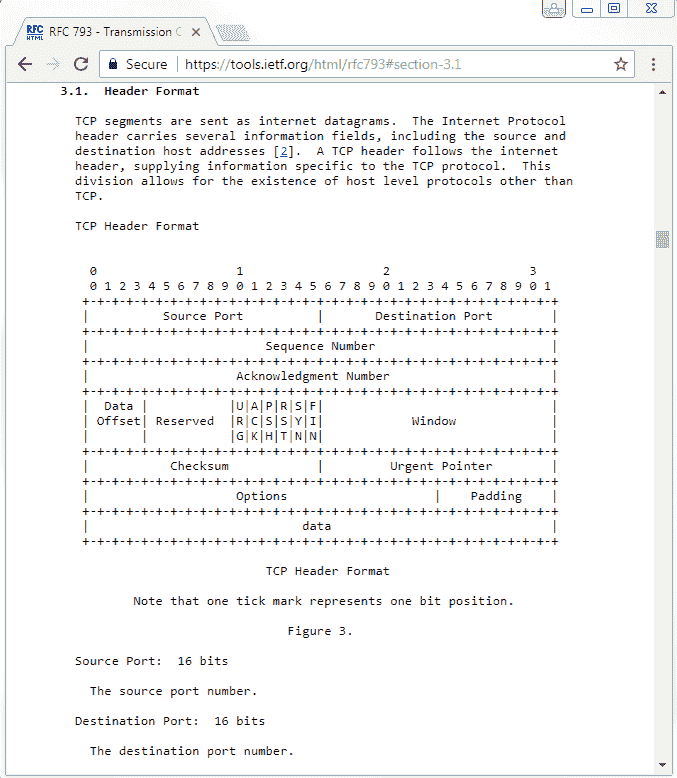 RFC HTML RFC 793 - Transmission C
Secure https://tools.ietf.org/html/rfc793#section-3.1
3.1.  Header Format
TCP segments are sent as internet datagrams.  The Internet Protocol
header carries several information fields, including the source and
destination host addresses [2].  A TCP header follows the internet
header, supplying information specific to the TCP protocol.  This
division allows for the existence of host level protocols other than
TCP.
TCP Header Format
 0                   1                   2                   3
 0 1 2 3 4 5 6 7 8 9 0 1 2 3 4 5 6 7 8 9 0 1 2 3 4 5 6 7 8 9 0 1
+-+-+-+-+-+-+-+-+-+-+-+-+-+-+-+-+-+-+-+-+-+-+-+-+-+-+-+-+-+-+-+-+
|          Source Port          |       Destination Port        |
+-+-+-+-+-+-+-+-+-+-+-+-+-+-+-+-+-+-+-+-+-+-+-+-+-+-+-+-+-+-+-+-+
|                        Sequence Number                        |
+-+-+-+-+-+-+-+-+-+-+-+-+-+-+-+-+-+-+-+-+-+-+-+-+-+-+-+-+-+-+-+-+
|                    Acknowledgment Number                      |
+-+-+-+-+-+-+-+-+-+-+-+-+-+-+-+-+-+-+-+-+-+-+-+-+-+-+-+-+-+-+-+-+
|  Data |           |U|A|P|R|S|F|                               |
| Offset| Reserved  |R|C|S|S|Y|I|            Window             |
|       |           |G|K|H|T|N|N|                               |
+-+-+-+-+-+-+-+-+-+-+-+-+-+-+-+-+-+-+-+-+-+-+-+-+-+-+-+-+-+-+-+-+
|           Checksum            |         Urgent Pointer        |
+-+-+-+-+-+-+-+-+-+-+-+-+-+-+-+-+-+-+-+-+-+-+-+-+-+-+-+-+-+-+-+-+
|                    Options                    |    Padding    |
+-+-+-+-+-+-+-+-+-+-+-+-+-+-+-+-+-+-+-+-+-+-+-+-+-+-+-+-+-+-+-+-+
|                             data                              |
+-+-+-+-+-+-+-+-+-+-+-+-+-+-+-+-+-+-+-+-+-+-+-+-+-+-+-+-+-+-+-+-+
TCP Header Format
Note that one tick mark represents one bit position.
Figure 3.
Source Port:  16 bits
The source port number.
Destination Port:  16 bits
The destination port number.